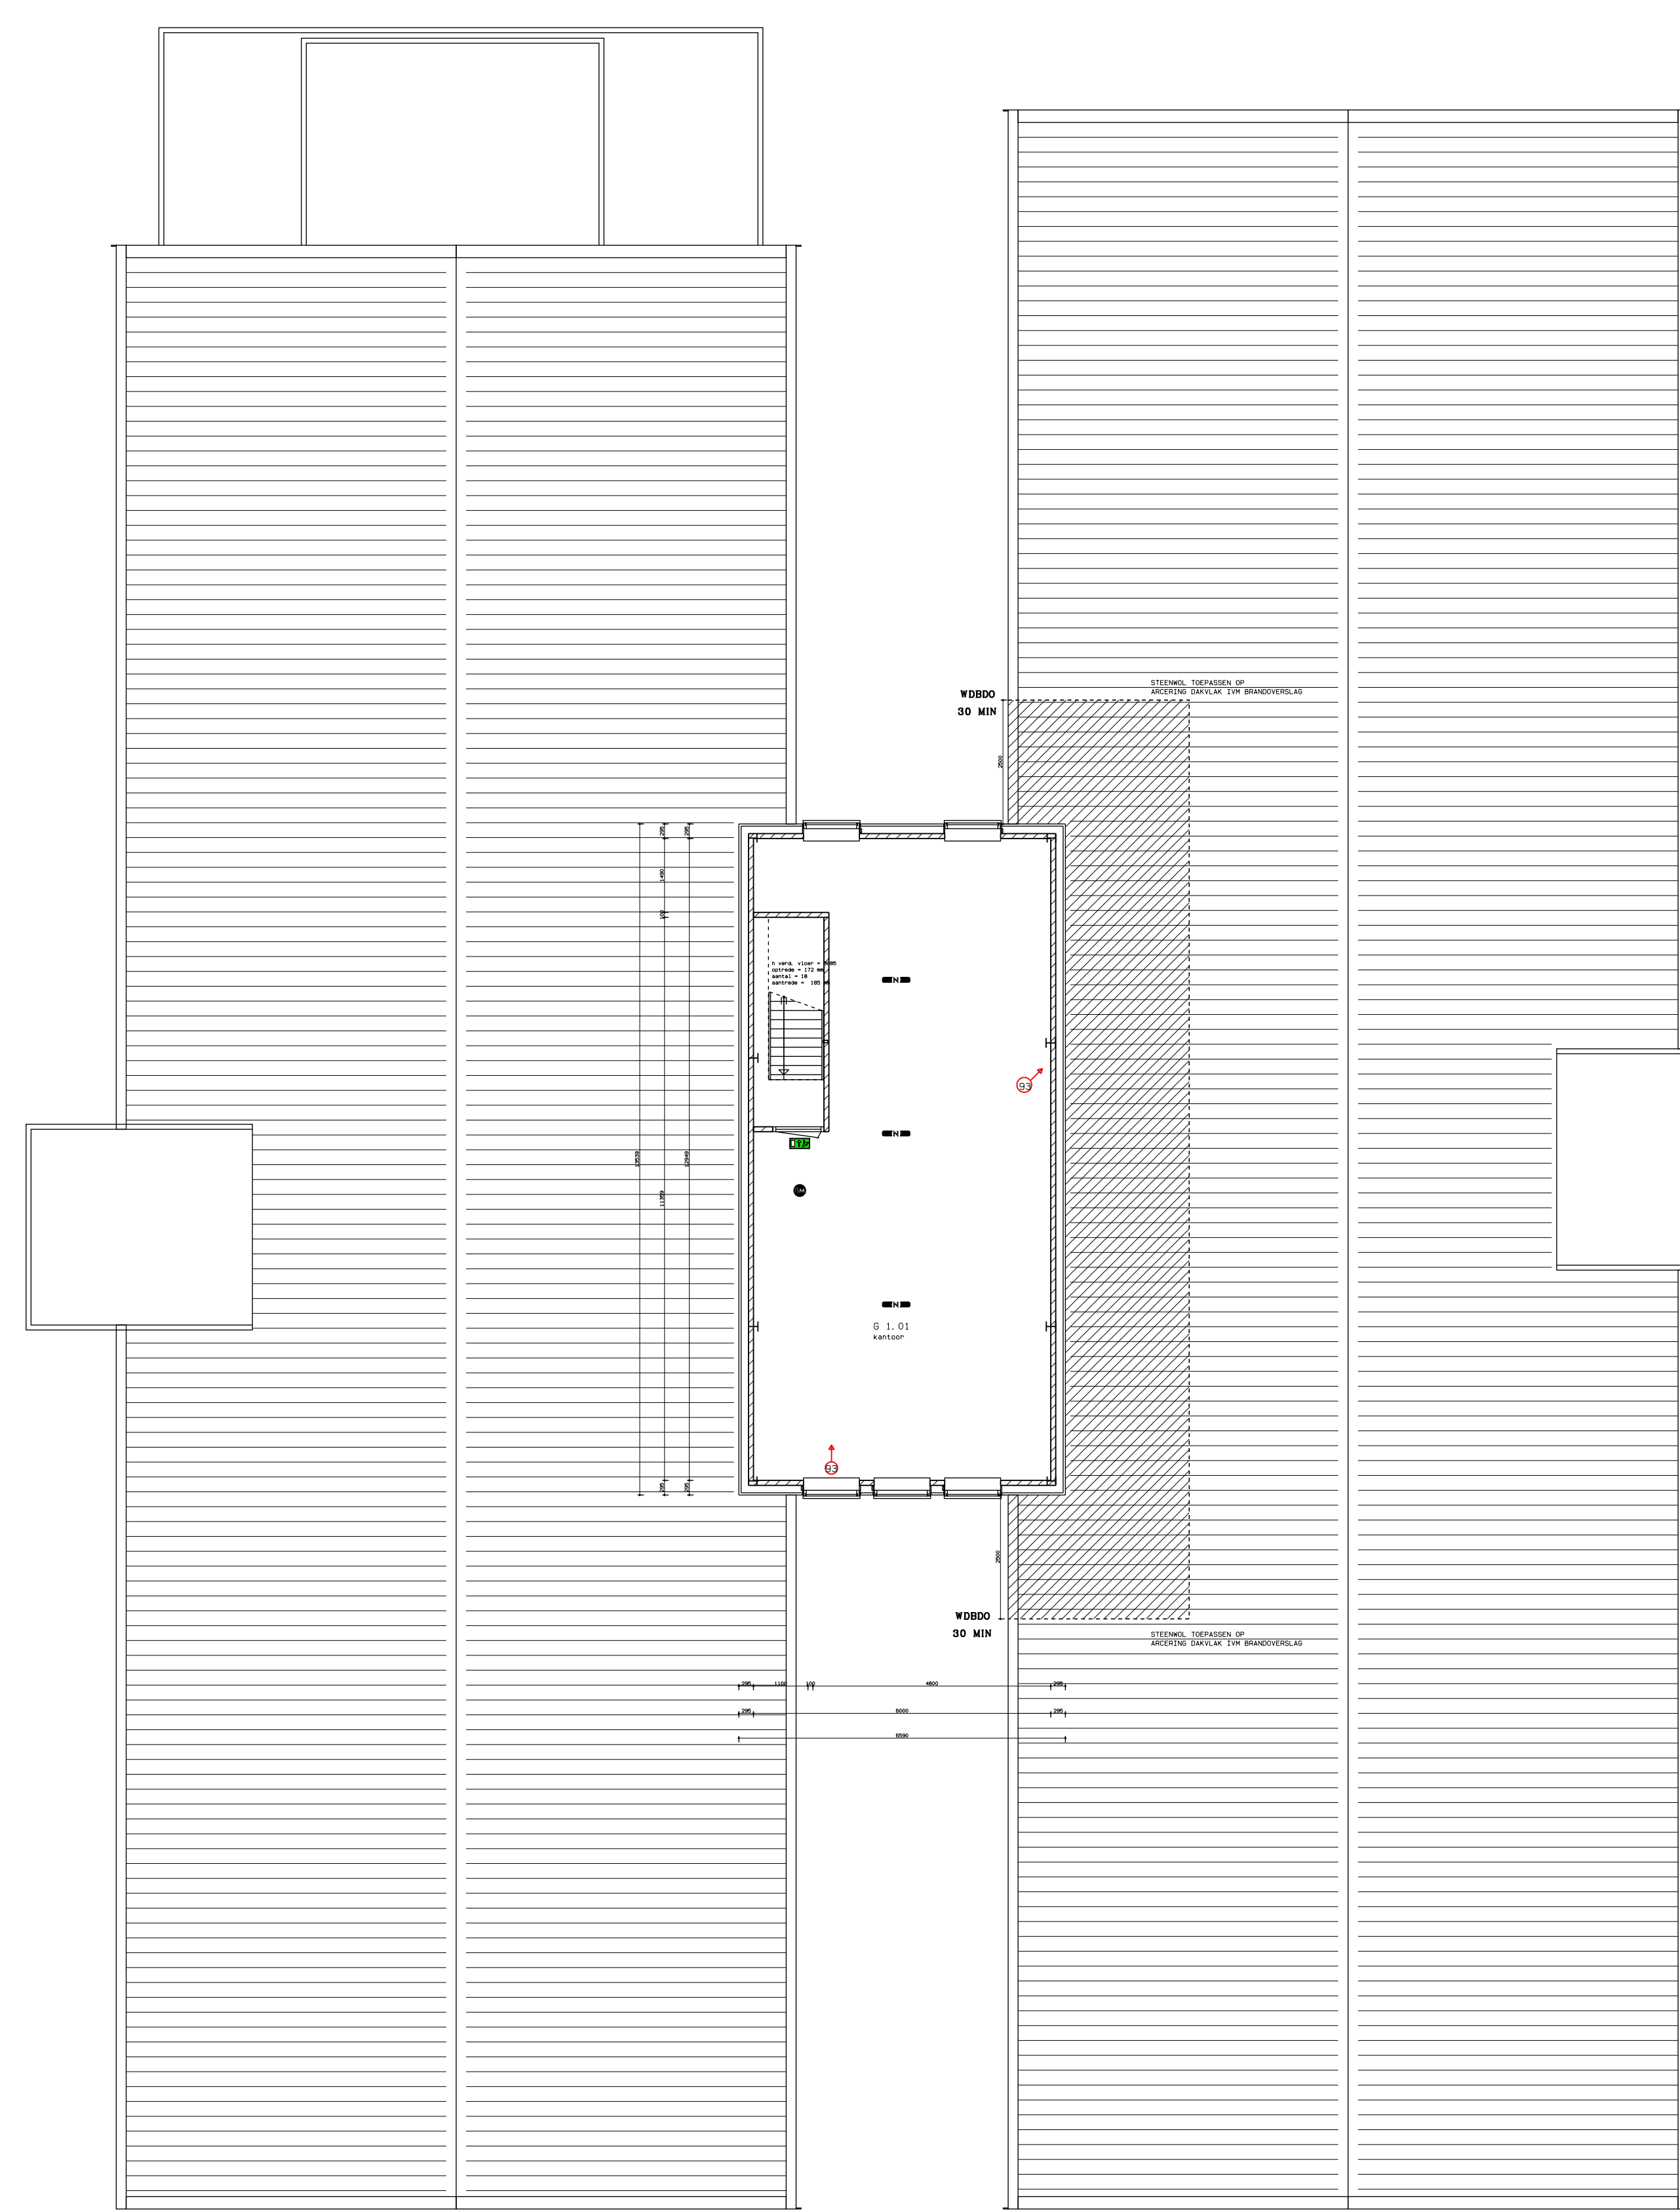 STEENWOL TOEPASSEN OP
ARCERING DAKVLAK IVM BRANDOVERSLAG
WDBDO
30 MIN
2500
295
295
1490
100
h verd. vloer =
optrede = 172 mm
aantal = 18
aantrede = 185
N
93
N
13539
12949
11359
N
G 1.01
kantoor
93
295
295
2500
WDBDO
30 MIN
STEENWOL TOEPASSEN OP
ARCERING DAKVLAK IVM BRANDOVERSLAG
295 1100 100 4800 295
295 6000 295
6590